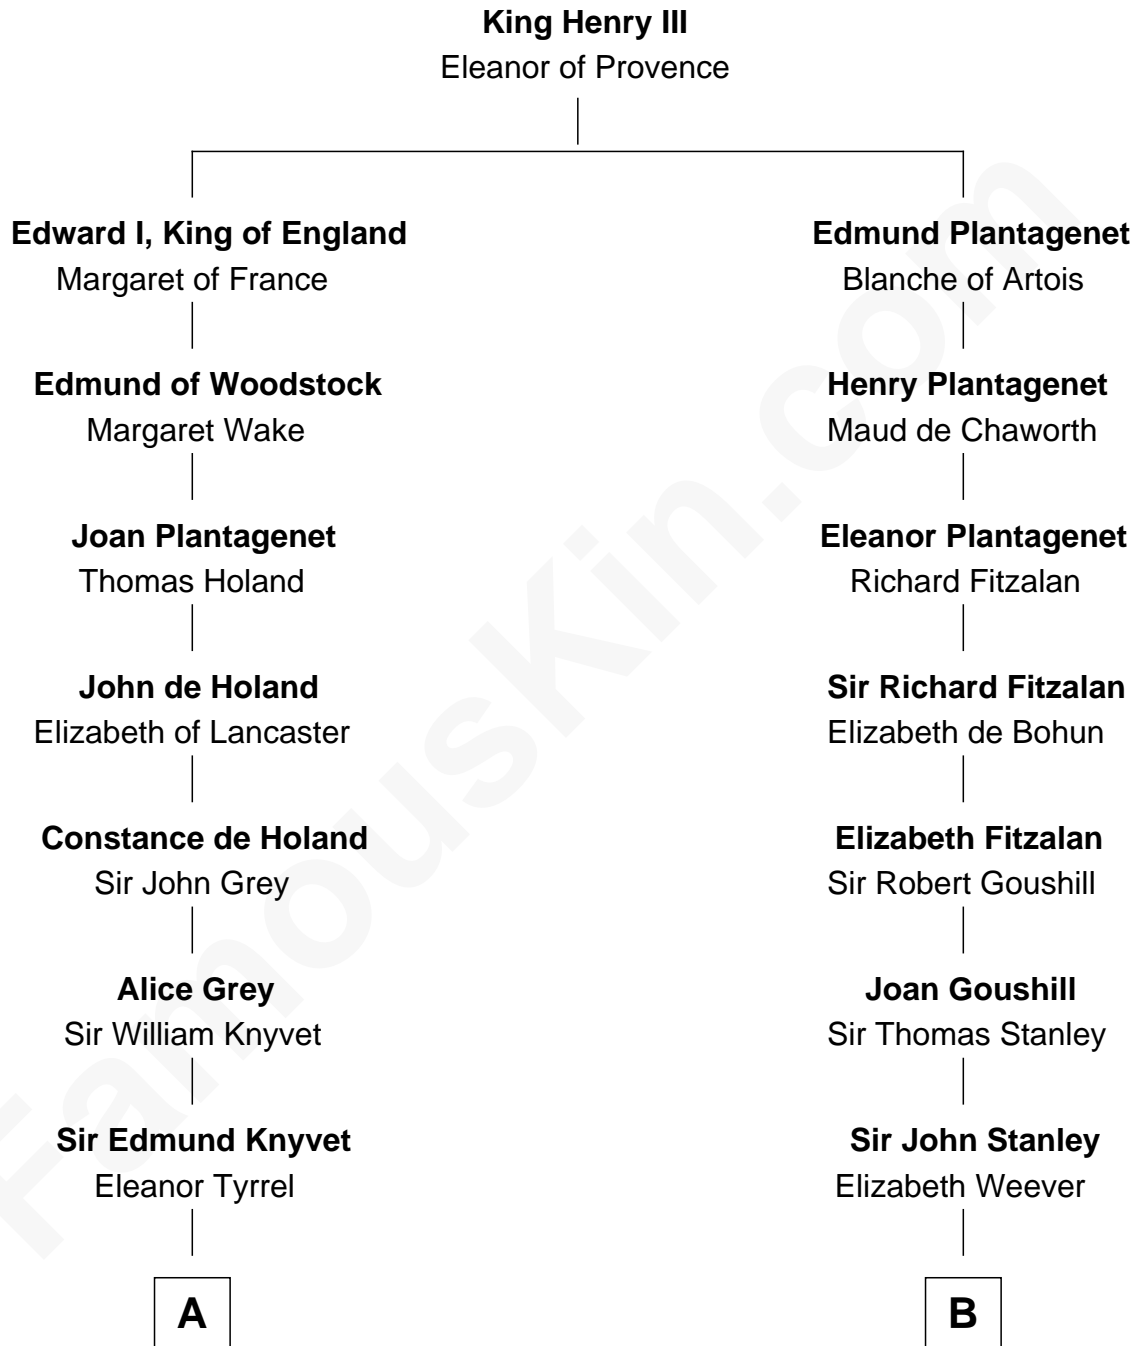 King Henry III
Eleanor of Provence
Edward I, King of England
Margaret of France
Edmund Plantagenet
Blanche of Artois
Edmund of Woodstock
Margaret Wake
Henry Plantagenet
Maud de Chaworth
Joan Plantagenet
Thomas Holand
Eleanor Plantagenet
Richard Fitzalan
John de Holand
Elizabeth of Lancaster
Sir Richard Fitzalan
Elizabeth de Bohun
Constance de Holand
Sir John Grey
Elizabeth Fitzalan
Sir Robert Goushill
Alice Grey
Sir William Knyvet
Joan Goushill
Sir Thomas Stanley
Sir Edmund Knyvet
Eleanor Tyrrel
Sir John Stanley
Elizabeth Weever
A
B
FamousKin.com